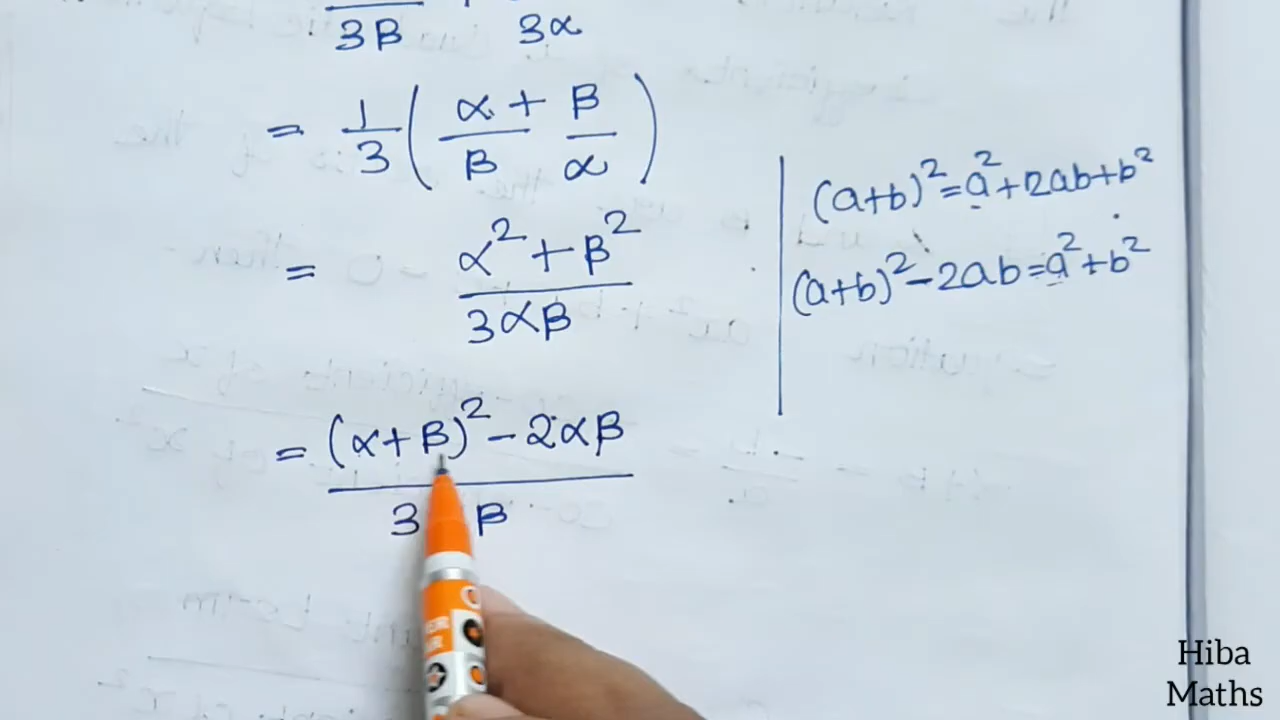 3β 3α
= 1/3 ( α/β + β/α )
= α² + β² / 3αβ
= (α+β)² - 2αβ / 3 β
(a+b)² = a² + 2ab + b²
(a+b)² - 2ab = a² + b²
Hiba
Maths